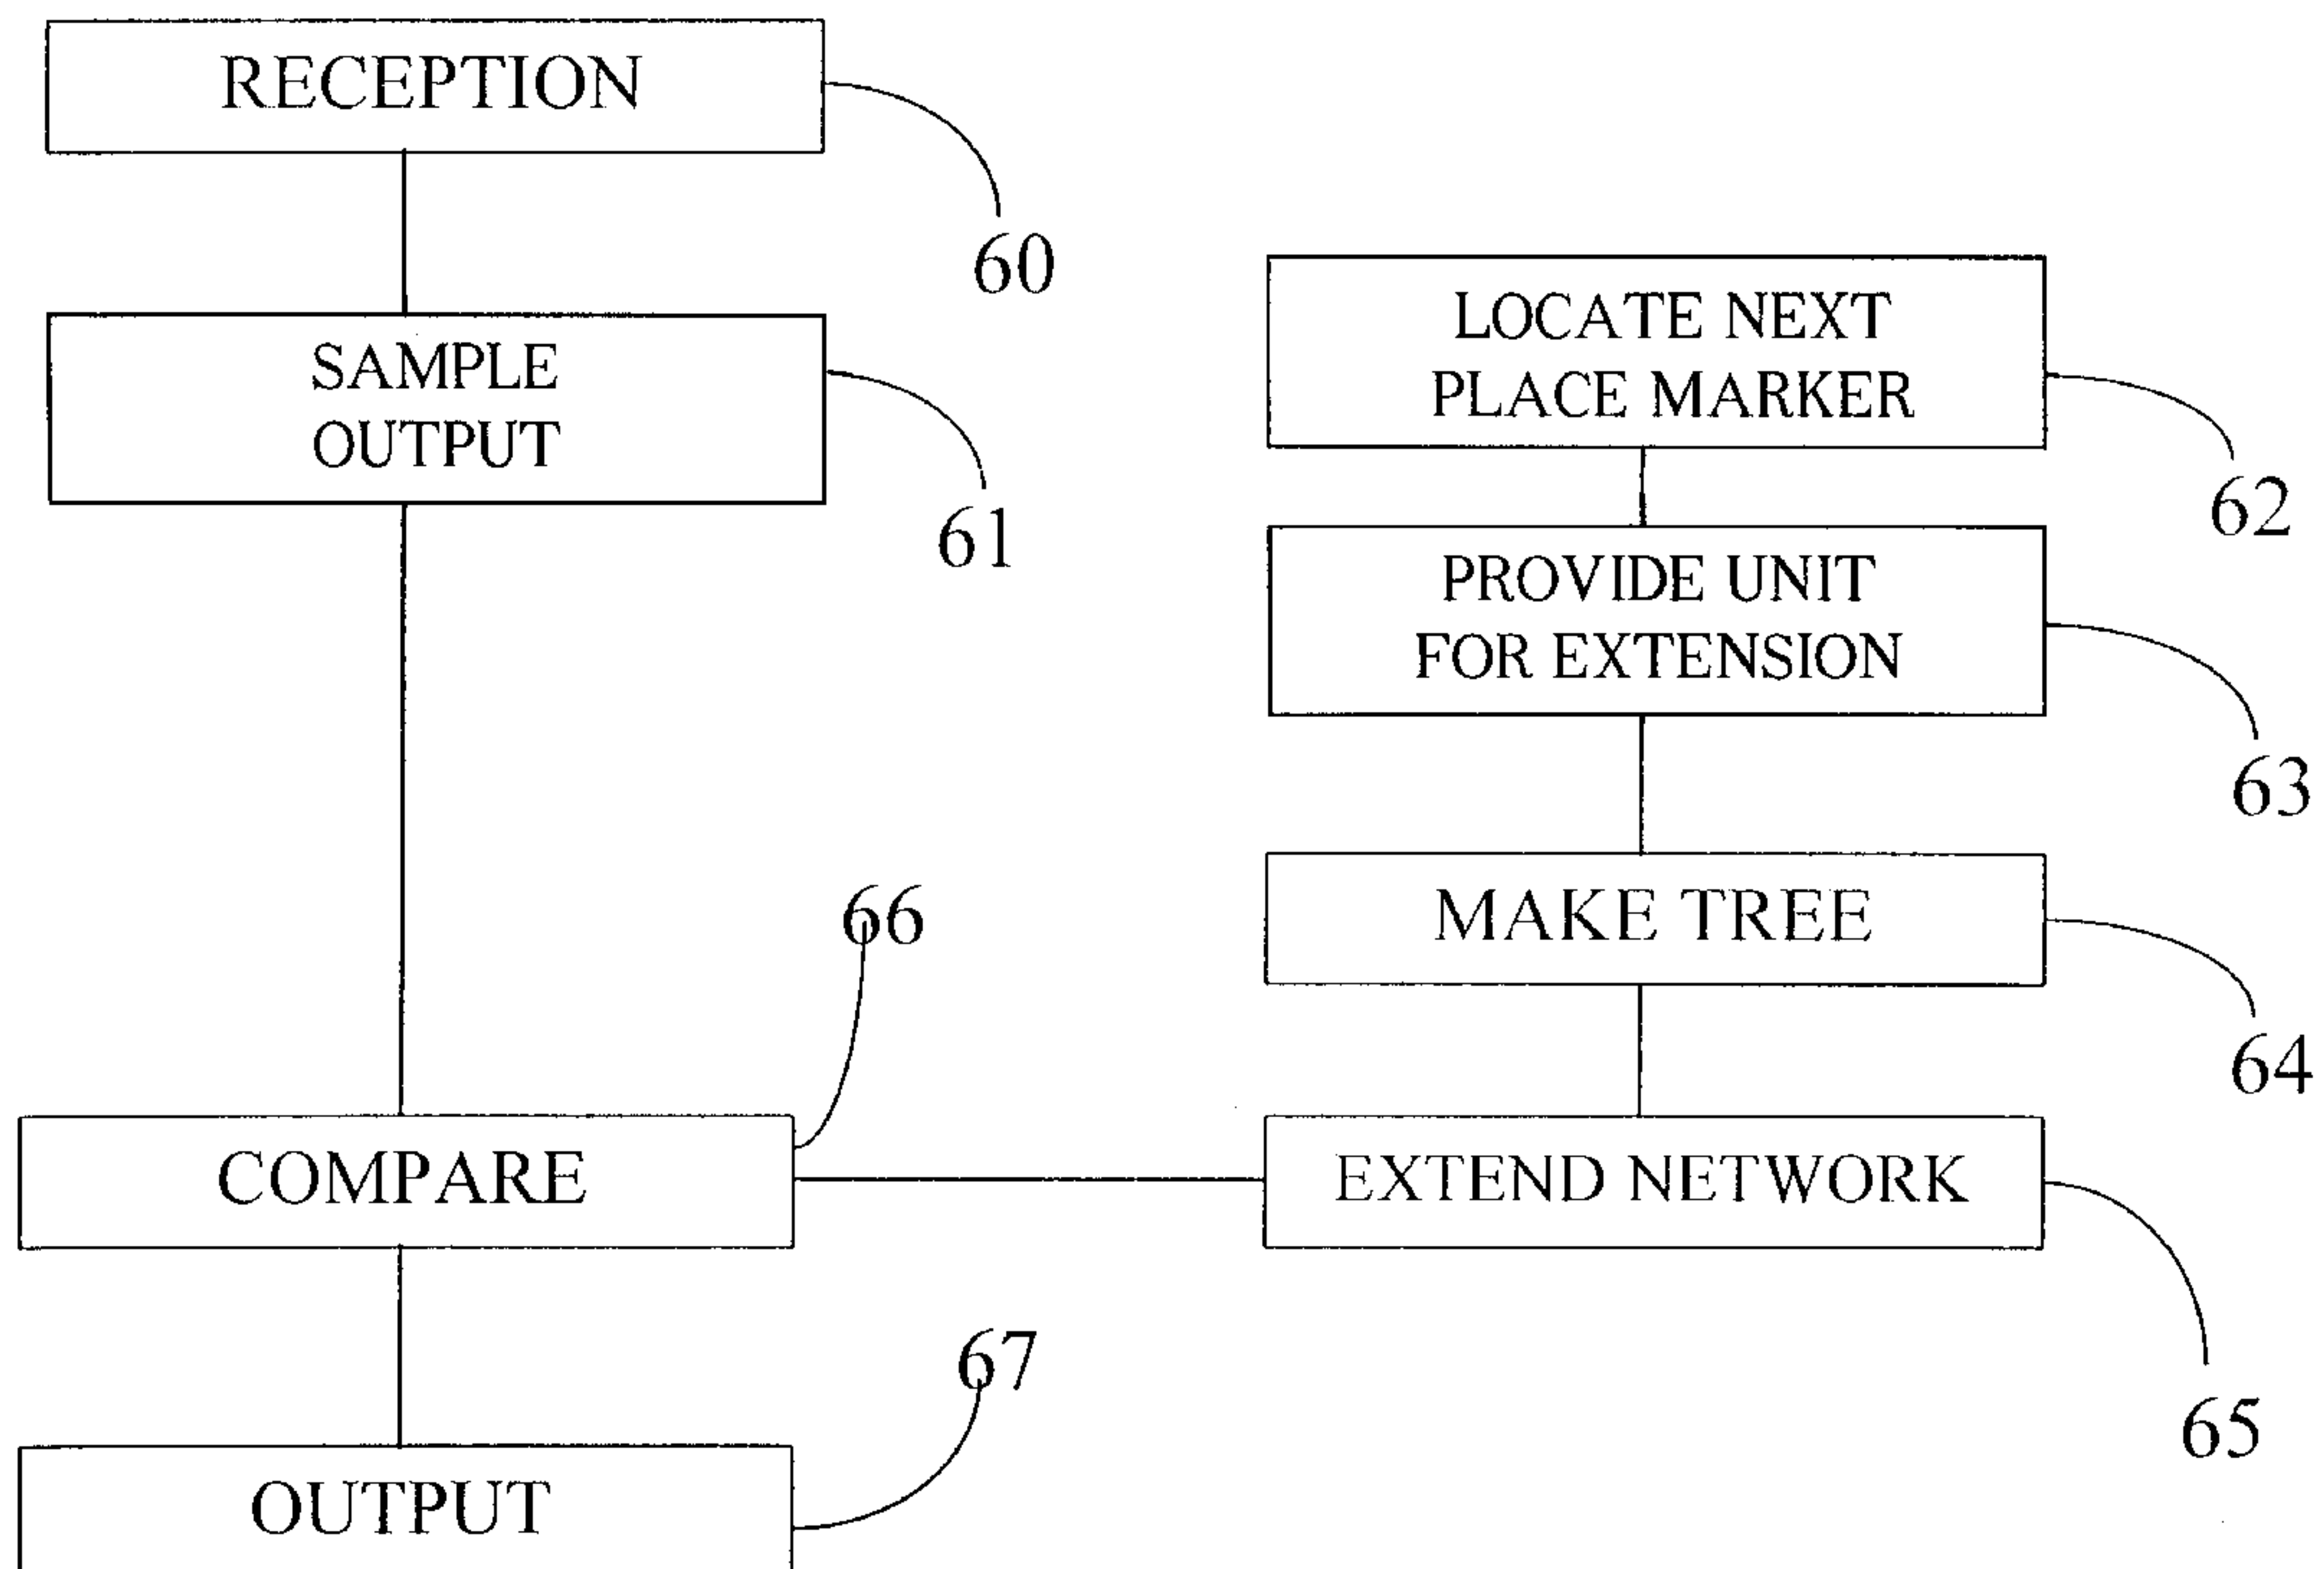 RECEPTION
60
SAMPLE
OUTPUT
61
LOCATE NEXT
PLACE MARKER
62
PROVIDE UNIT
FOR EXTENSION
63
MAKE TREE
64
66
COMPARE
EXTEND NETWORK
65
67
OUTPUT